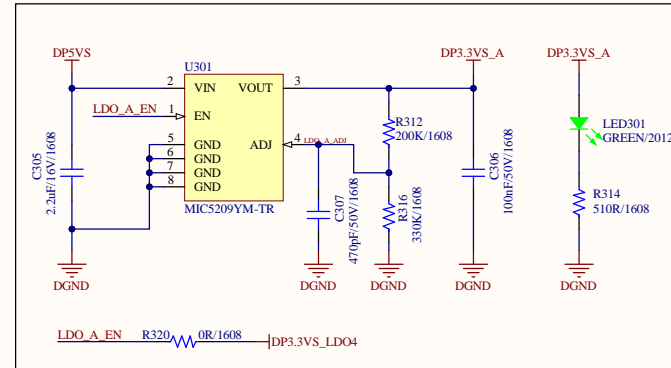 DP5VS
U301
DP3.3VS_A
DP3.3VS_A
2
VIN
VOUT
3
LDO_A_EN
1
EN
5
GND
ADJ
4
LDO_A_ADJ
6
GND
7
GND
8
GND
MIC5209YM-TR
C305
2.2uF/16V/1608
R312
200K/1608
C307
470pF/50V/1608
R316
330K/1608
C306
100nF/50V/1608
LED301
GREEN/2012
R314
510R/1608
DGND
DGND
DGND
DGND
DGND
LDO_A_EN
R320
0R/1608
DP3.3VS_LDO4